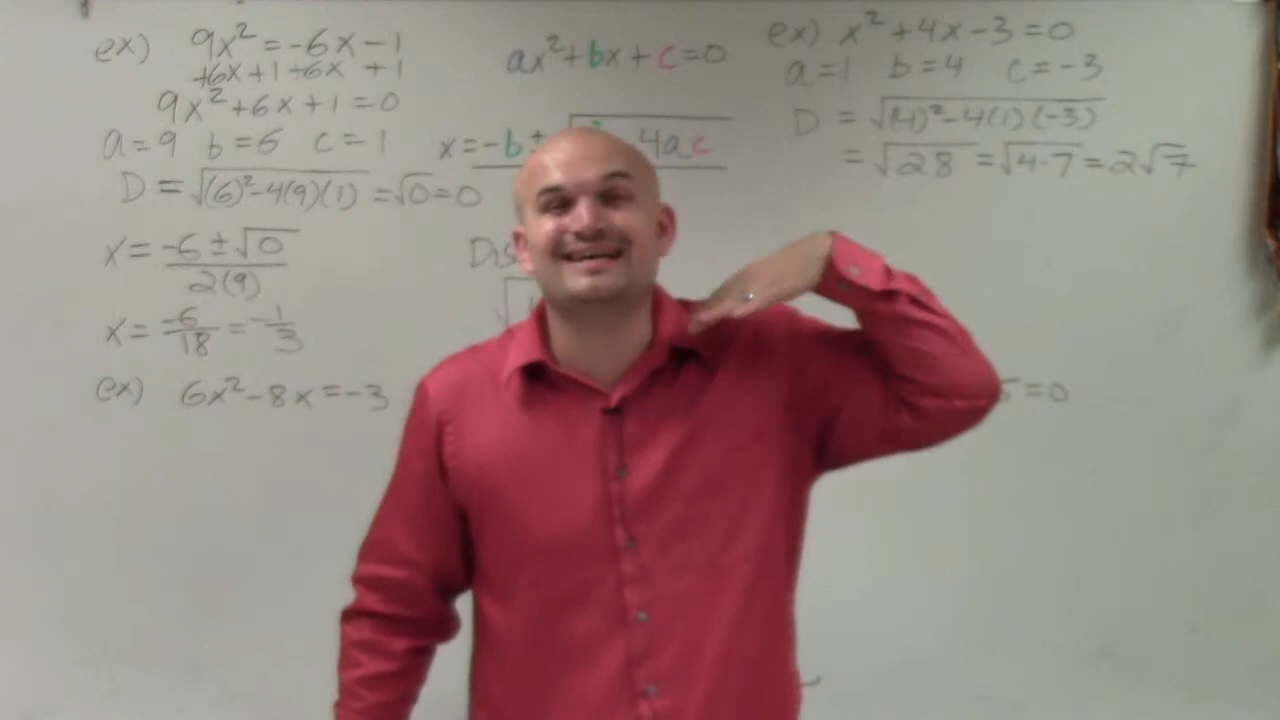 ex) 9x² = -6x - 1
+6x + 1 +6x + 1
9x² + 6x + 1 = 0
a = 9 b = 6 c = 1
D = √(6)² - 4(9)(1) = √0 = 0
x = -6 ± √0 / 2(9)
x = -6/18 = -1/3
ex) 6x² - 8x = -3
ax² + bx + c = 0
x = -b ± √ 4ac
Dis
√
ex) x² + 4x - 3 = 0
a = 1 b = 4 c = -3
D = √(4)² - 4(1)(-3)
= √28 = √4·7 = 2√7
5 = 0